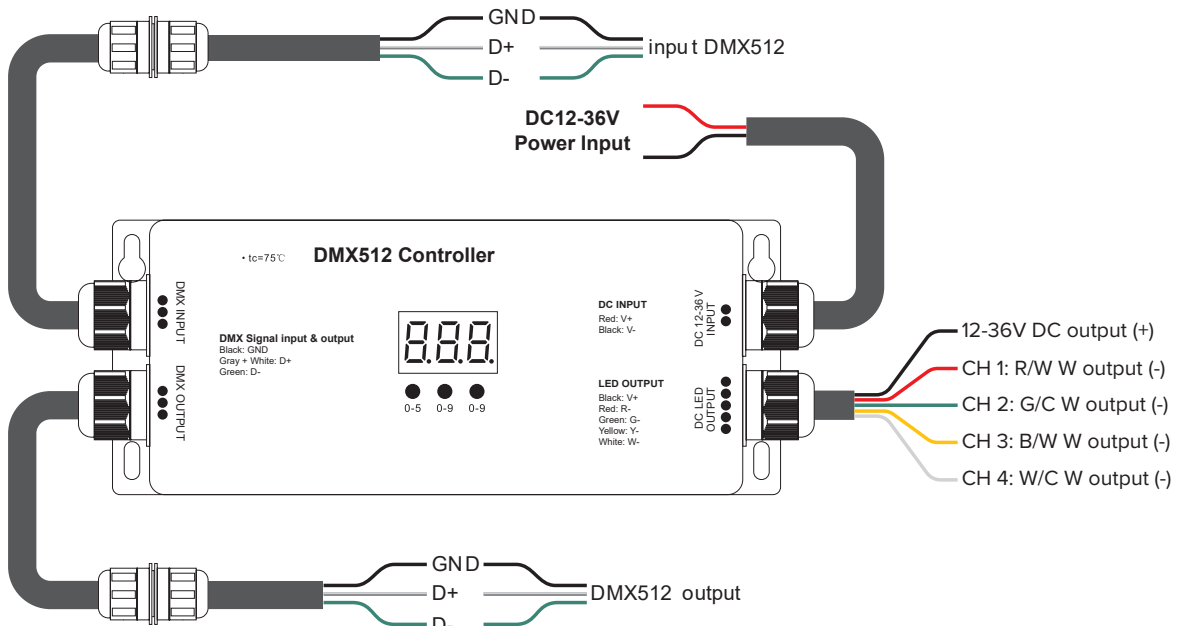 GND
D+
D-
input DMX512
DC12-36V
Power Input
• tc=75℃
DMX512 Controller
DMX INPUT
DMX OUTPUT
DMX Signal input & output
Black: GND
Gray + White: D+
Green: D-
8.8.8.
0-5 0-9 0-9
DC INPUT
Red: V+
Black: V-
LED OUTPUT
Black: V+
Red: R-
Green: G-
Yellow: Y-
White: W-
DC 12-36V
INPUT
DC LED
OUTPUT
12-36V DC output (+)
CH 1: R/W W output (-)
CH 2: G/C W output (-)
CH 3: B/W W output (-)
CH 4: W/C W output (-)
GND
D+
D-
DMX512 output